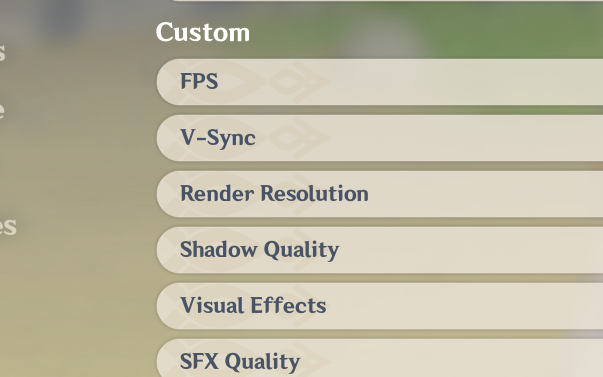 Custom
FPS
V-Sync
Render Resolution
Shadow Quality
Visual Effects
SFX Quality